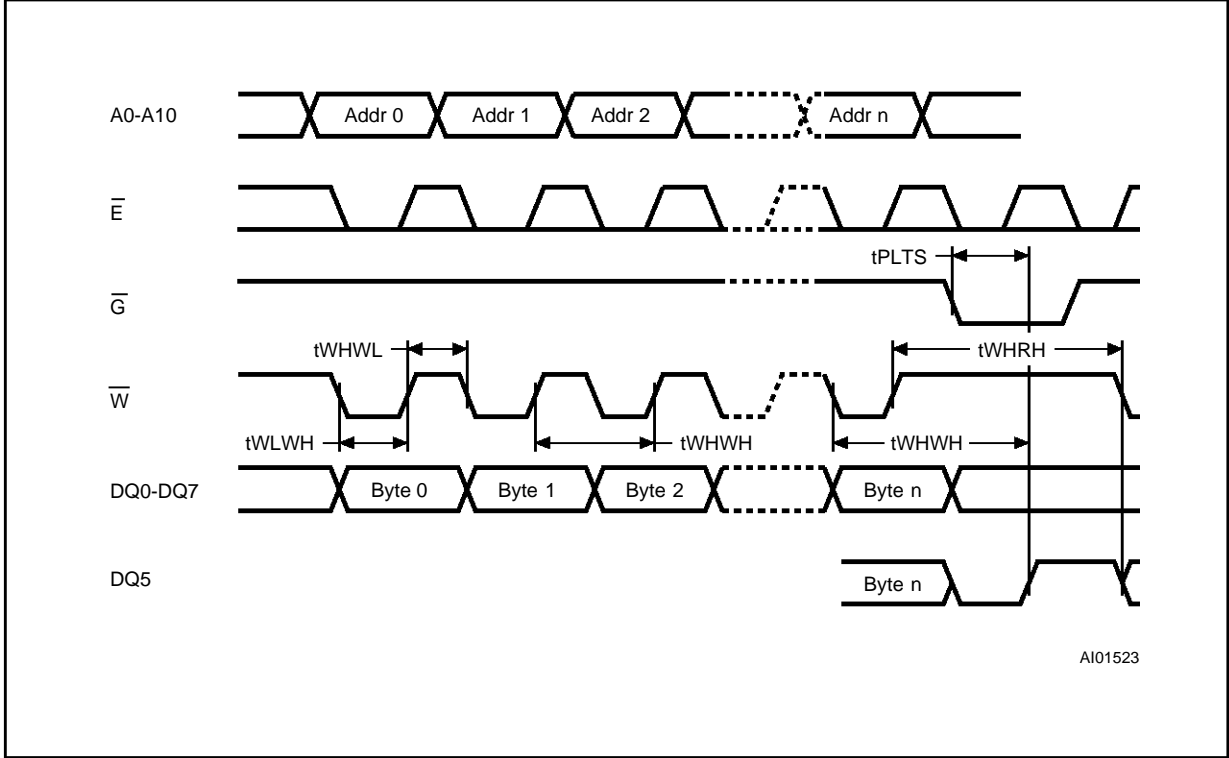 A0-A10
Addr 0 Addr 1 Addr 2 Addr n
E̅
tPLTS
G̅
tWHWL tWHRH
W̅
tWLWH tWHWH tWHWH
DQ0-DQ7
Byte 0 Byte 1 Byte 2 Byte n
DQ5
Byte n
AI01523